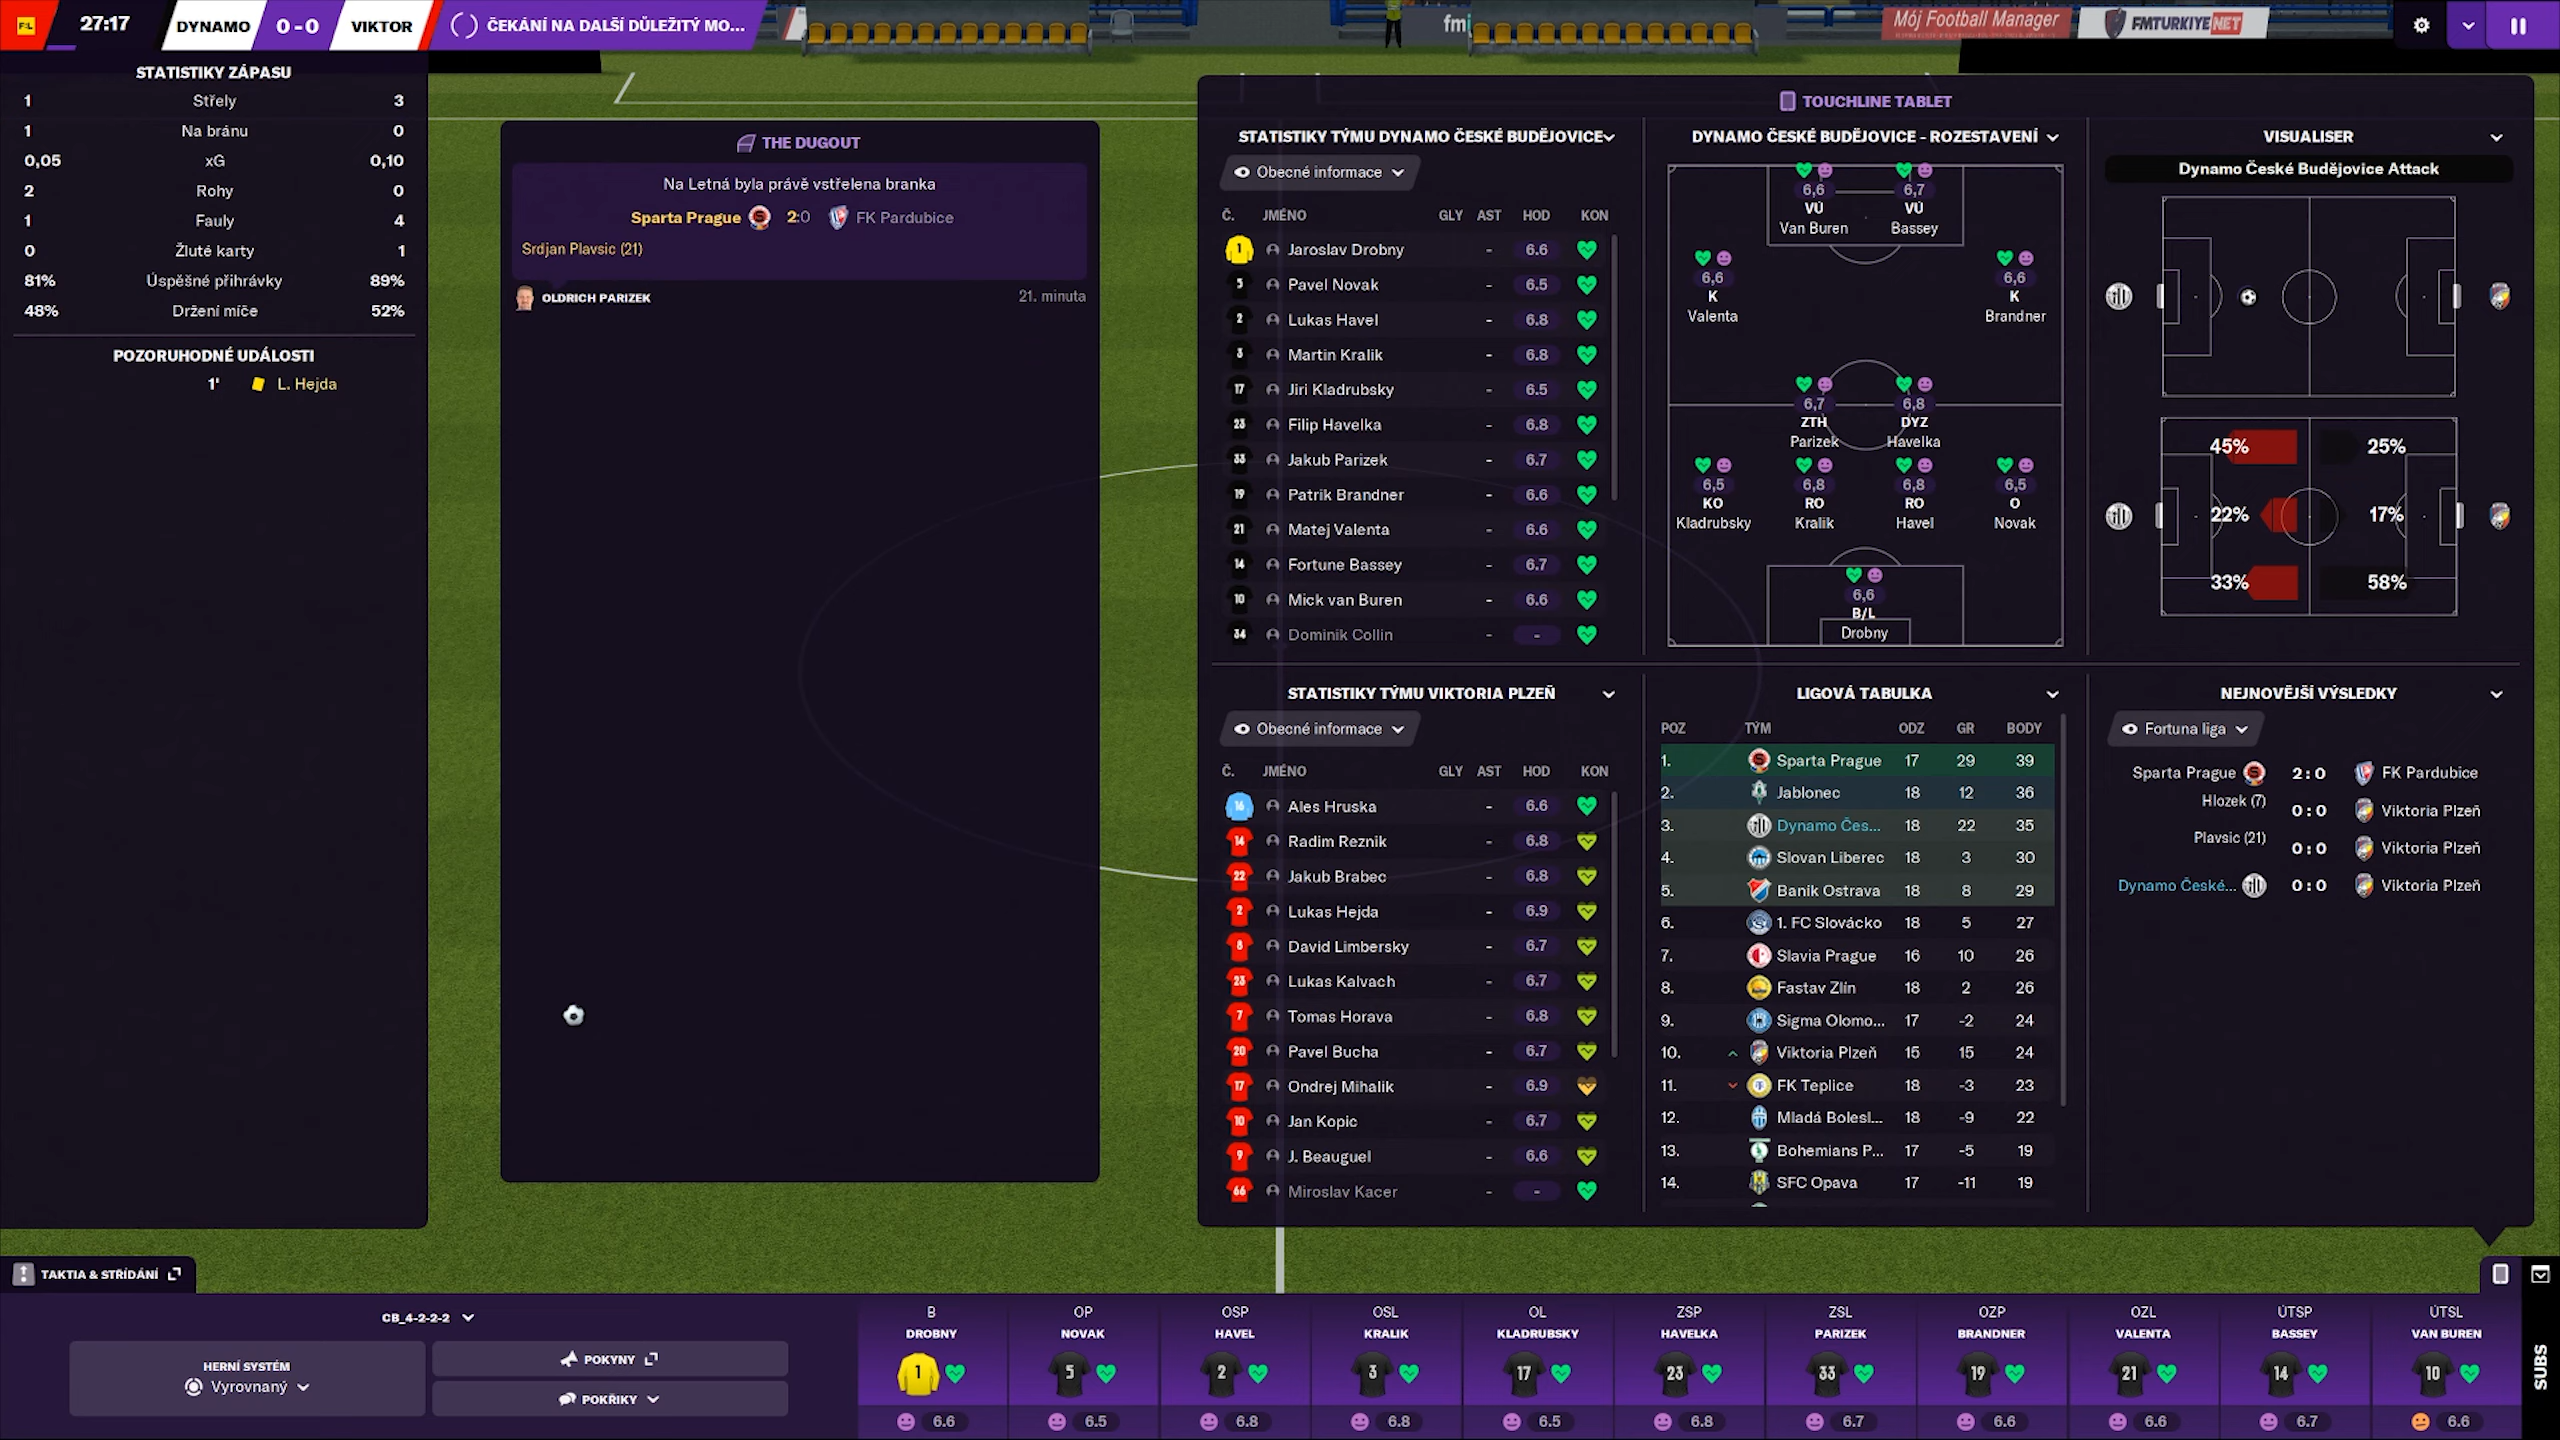 FL 27:17 DYNAMO 0 - 0 VIKTOR ČEKÁNÍ NA DALŠÍ DŮLEŽITÝ MO...
fmi
Mój Football Manager
FMTURKIYE NET
STATISTIKY ZÁPASU
1 Střely 3
1 Na bránu 0
0,05 xG 0,10
2 Rohy 0
1 Fauly 4
0 Žluté karty 1
81% Úspěšné přihrávky 89%
48% Držení míče 52%
POZORUHODNÉ UDÁLOSTI
1' L. Hejda
THE DUGOUT
Na Letná byla právě vstřelena branka
Sparta Prague 2:0 FK Pardubice
Srdjan Plavsic (21)
OLDRICH PARIZEK 21. minuta
TOUCHLINE TABLET
STATISTIKY TÝMU DYNAMO ČESKÉ BUDĚJOVICE
Obecné informace
Č. JMÉNO GLY AST HOD KON
1 Jaroslav Drobny - 6.6
5 Pavel Novak - 6.5
2 Lukas Havel - 6.8
3 Martin Kralik - 6.8
17 Jiri Kladrubsky - 6.5
23 Filip Havelka - 6.8
33 Jakub Parizek - 6.7
19 Patrik Brandner - 6.6
21 Matej Valenta - 6.6
14 Fortune Bassey - 6.7
10 Mick van Buren - 6.6
34 Dominik Collin - -
DYNAMO ČESKÉ BUDĚJOVICE - ROZESTAVENÍ
6,6 6,7
VÚ VÚ
Van Buren Bassey
6,6 6,6
K K
Valenta Brandner
6,7 6,8
ZTH DYZ
Parizek Havelka
6,5 6,8 6,8 6,5
KO RO RO O
Kladrubsky Kralik Havel Novak
6,6
B/L
Drobny
VISUALISER
Dynamo České Budějovice Attack
45% 25%
22% 17%
33% 58%
STATISTIKY TÝMU VIKTORIA PLZEŇ
Obecné informace
Č. JMÉNO GLY AST HOD KON
16 Ales Hruska - 6.6
14 Radim Reznik - 6.8
22 Jakub Brabec - 6.8
2 Lukas Hejda - 6.9
8 David Limbersky - 6.7
23 Lukas Kalvach - 6.7
7 Tomas Horava - 6.8
20 Pavel Bucha - 6.7
17 Ondrej Mihalik - 6.9
10 Jan Kopic - 6.7
9 J. Beauguel - 6.6
66 Miroslav Kacer - -
LIGOVÁ TABULKA
POZ TÝM ODZ GR BODY
1. Sparta Prague 17 29 39
2. Jablonec 18 12 36
3. Dynamo Čes... 18 22 35
4. Slovan Liberec 18 3 30
5. Banik Ostrava 18 8 29
6. 1. FC Slovácko 18 5 27
7. Slavia Prague 16 10 26
8. Fastav Zlín 18 2 26
9. Sigma Olomo... 17 -2 24
10. Viktoria Plzeň 15 15 24
11. FK Teplice 18 -3 23
12. Mladá Bolesl... 18 -9 22
13. Bohemians P... 17 -5 19
14. SFC Opava 17 -11 19
NEJNOVĚJŠÍ VÝSLEDKY
Fortuna liga
Sparta Prague 2 : 0 FK Pardubice
Hlozek (7)
0 : 0 Viktoria Plzeň
Plavsic (21)
0 : 0 Viktoria Plzeň
Dynamo České... 0 : 0 Viktoria Plzeň
TAKTIA & STŘÍDÁNÍ
CB_4-2-2-2
HERNÍ SYSTÉM
Vyrovnaný
POKYNY
POKŘIKY
B OP OSP OSL OL ZSP ZSL OZP OZL ÚTSP ÚTSL
DROBNY NOVAK HAVEL KRALIK KLADRUBSKY HAVELKA PARIZEK BRANDNER VALENTA BASSEY VAN BUREN
1 5 2 3 17 23 33 19 21 14 10
6.6 6.5 6.8 6.8 6.5 6.8 6.7 6.6 6.6 6.7 6.6
SUBS